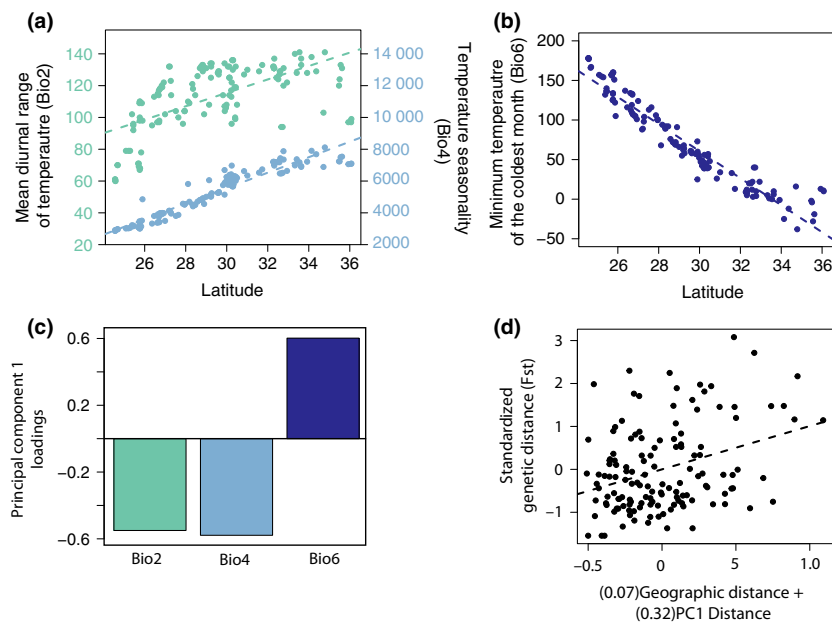 (a)
Mean diurnal range
of temperautre (Bio2)
140
120
100
80
60
40
20
14 000
12 000
10 000
8000
6000
4000
2000
Temperature seasonality
(Bio4)
26 28 30 32 34 36
Latitude
(b)
Minimum temperautre
of the coldest month (Bio6)
200
150
100
50
0
−50
26 28 30 32 34 36
Latitude
(c)
Principal component 1
loadings
0.6
0.2
−0.2
−0.6
Bio2 Bio4 Bio6
(d)
Standardized
genetic distance (Fst)
3
2
1
0
−1
−0.5 0 5 1.0
(0.07)Geographic distance +
(0.32)PC1 Distance